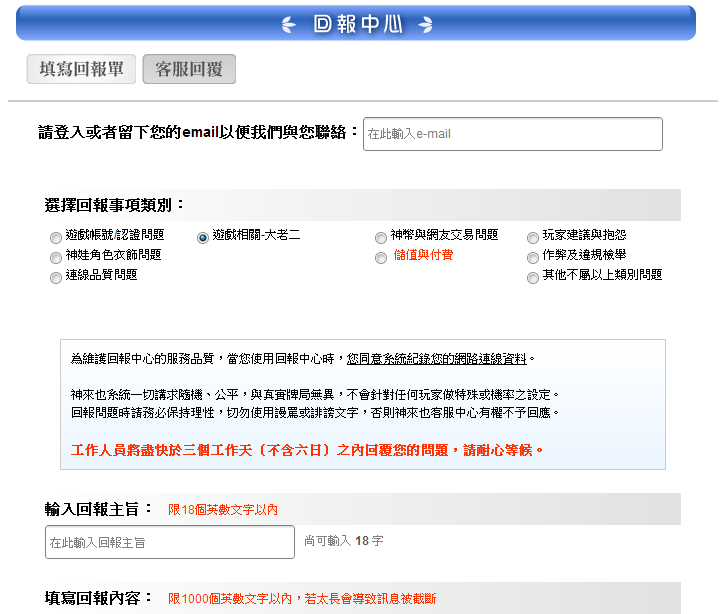 回報中心
填寫回報單 客服回覆
請登入或者留下您的email以便我們與您聯絡： 在此輸入e-mail
選擇回報事項類別：
遊戲帳號/認證問題 遊戲相關-大老二 神幣與網友交易問題 玩家建議與抱怨
神娃角色衣飾問題 儲值與付費 作弊及違規檢舉
連線品質問題 其他不屬以上類別問題
為維護回報中心的服務品質，當您使用回報中心時，您同意系統紀錄您的網路連線資料。
神來也系統一切講求隨機、公平，與真實牌局無異，不會針對任何玩家做特殊或機率之設定。
回報問題時請務必保持理性，切勿使用謾罵或誹謗文字，否則神來也客服中心有權不予回應。
工作人員將盡快於三個工作天〔不含六日〕之內回覆您的問題，請耐心等候。
輸入回報主旨： 限18個英數文字以內
在此輸入回報主旨 尚可輸入 18 字
填寫回報內容： 限1000個英數文字以內，若太長會導致訊息被截斷